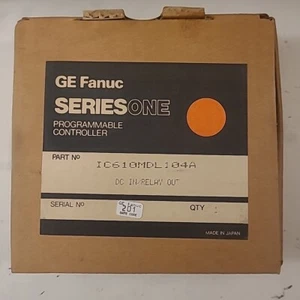 GE Fanuc
SERIES ONE
PROGRAMMABLE
CONTROLLER
PART Nº IC610MDL104A
DC IN/RELAY OUT
SERIAL Nº QTY
MADE IN JAPAN